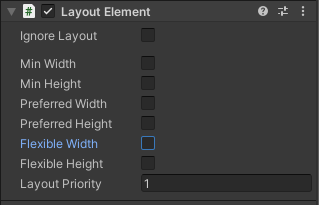 Layout Element
Ignore Layout
Min Width
Min Height
Preferred Width
Preferred Height
Flexible Width
Flexible Height
Layout Priority 1